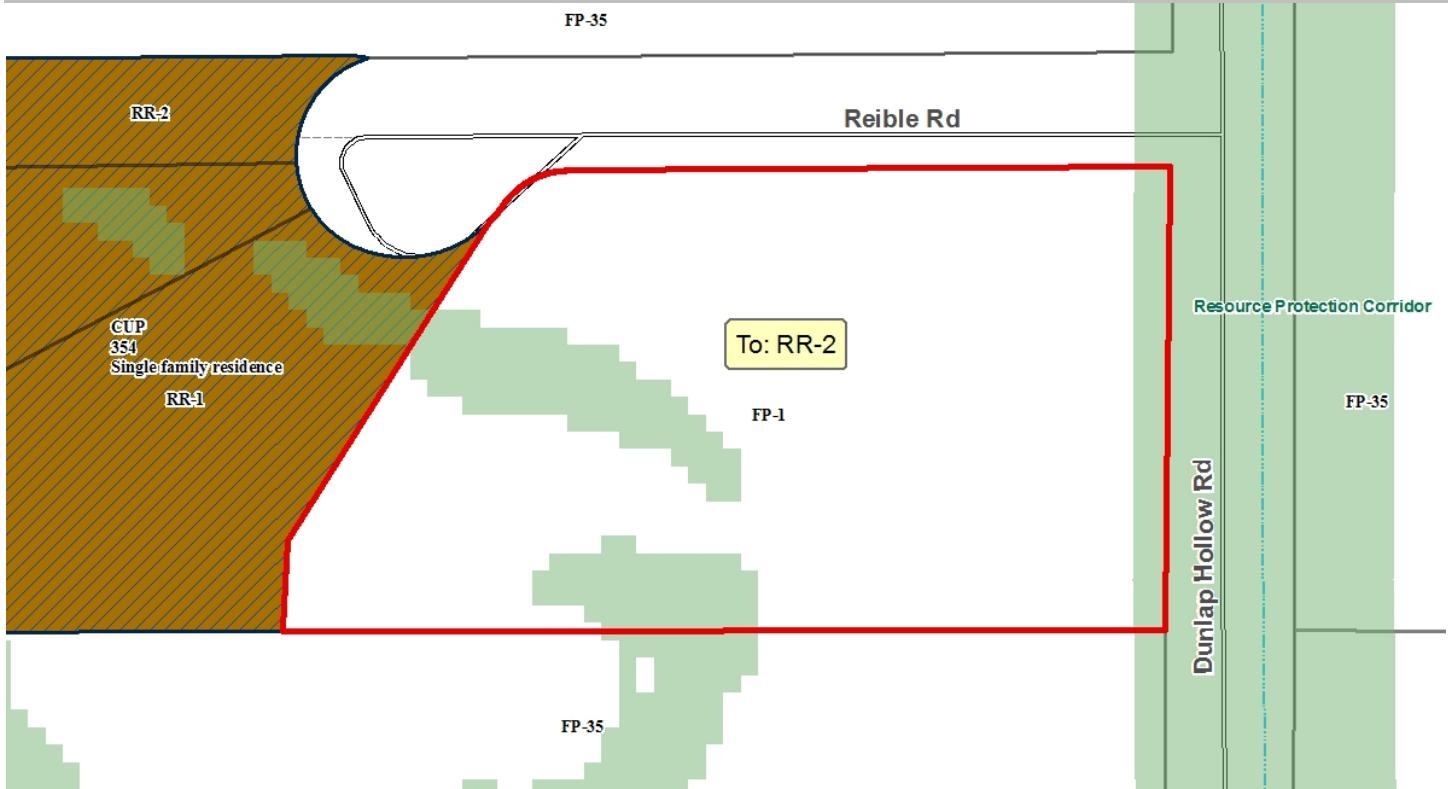 FP-35
RR-2
Reible Rd
Resource Protection Corridor
CUP
354
Single family residence
To: RR-2
RR-1
FP-1
FP-35
Dunlap Hollow Rd
FP-35